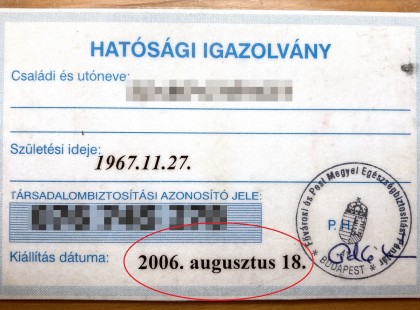 HATÓSÁGI IGAZOLVÁNY
Családi és utóneve:
Születési ideje:
1967.11.27.
TÁRSADALOMBIZTOSÍTÁSI AZONOSÍTÓ JELE:
Kiállítás dátuma:
2006. augusztus 18.
P. H.
* Fővárosi és Pest Megyei Egészségbiztosítási Pénztár *
BUDAPEST